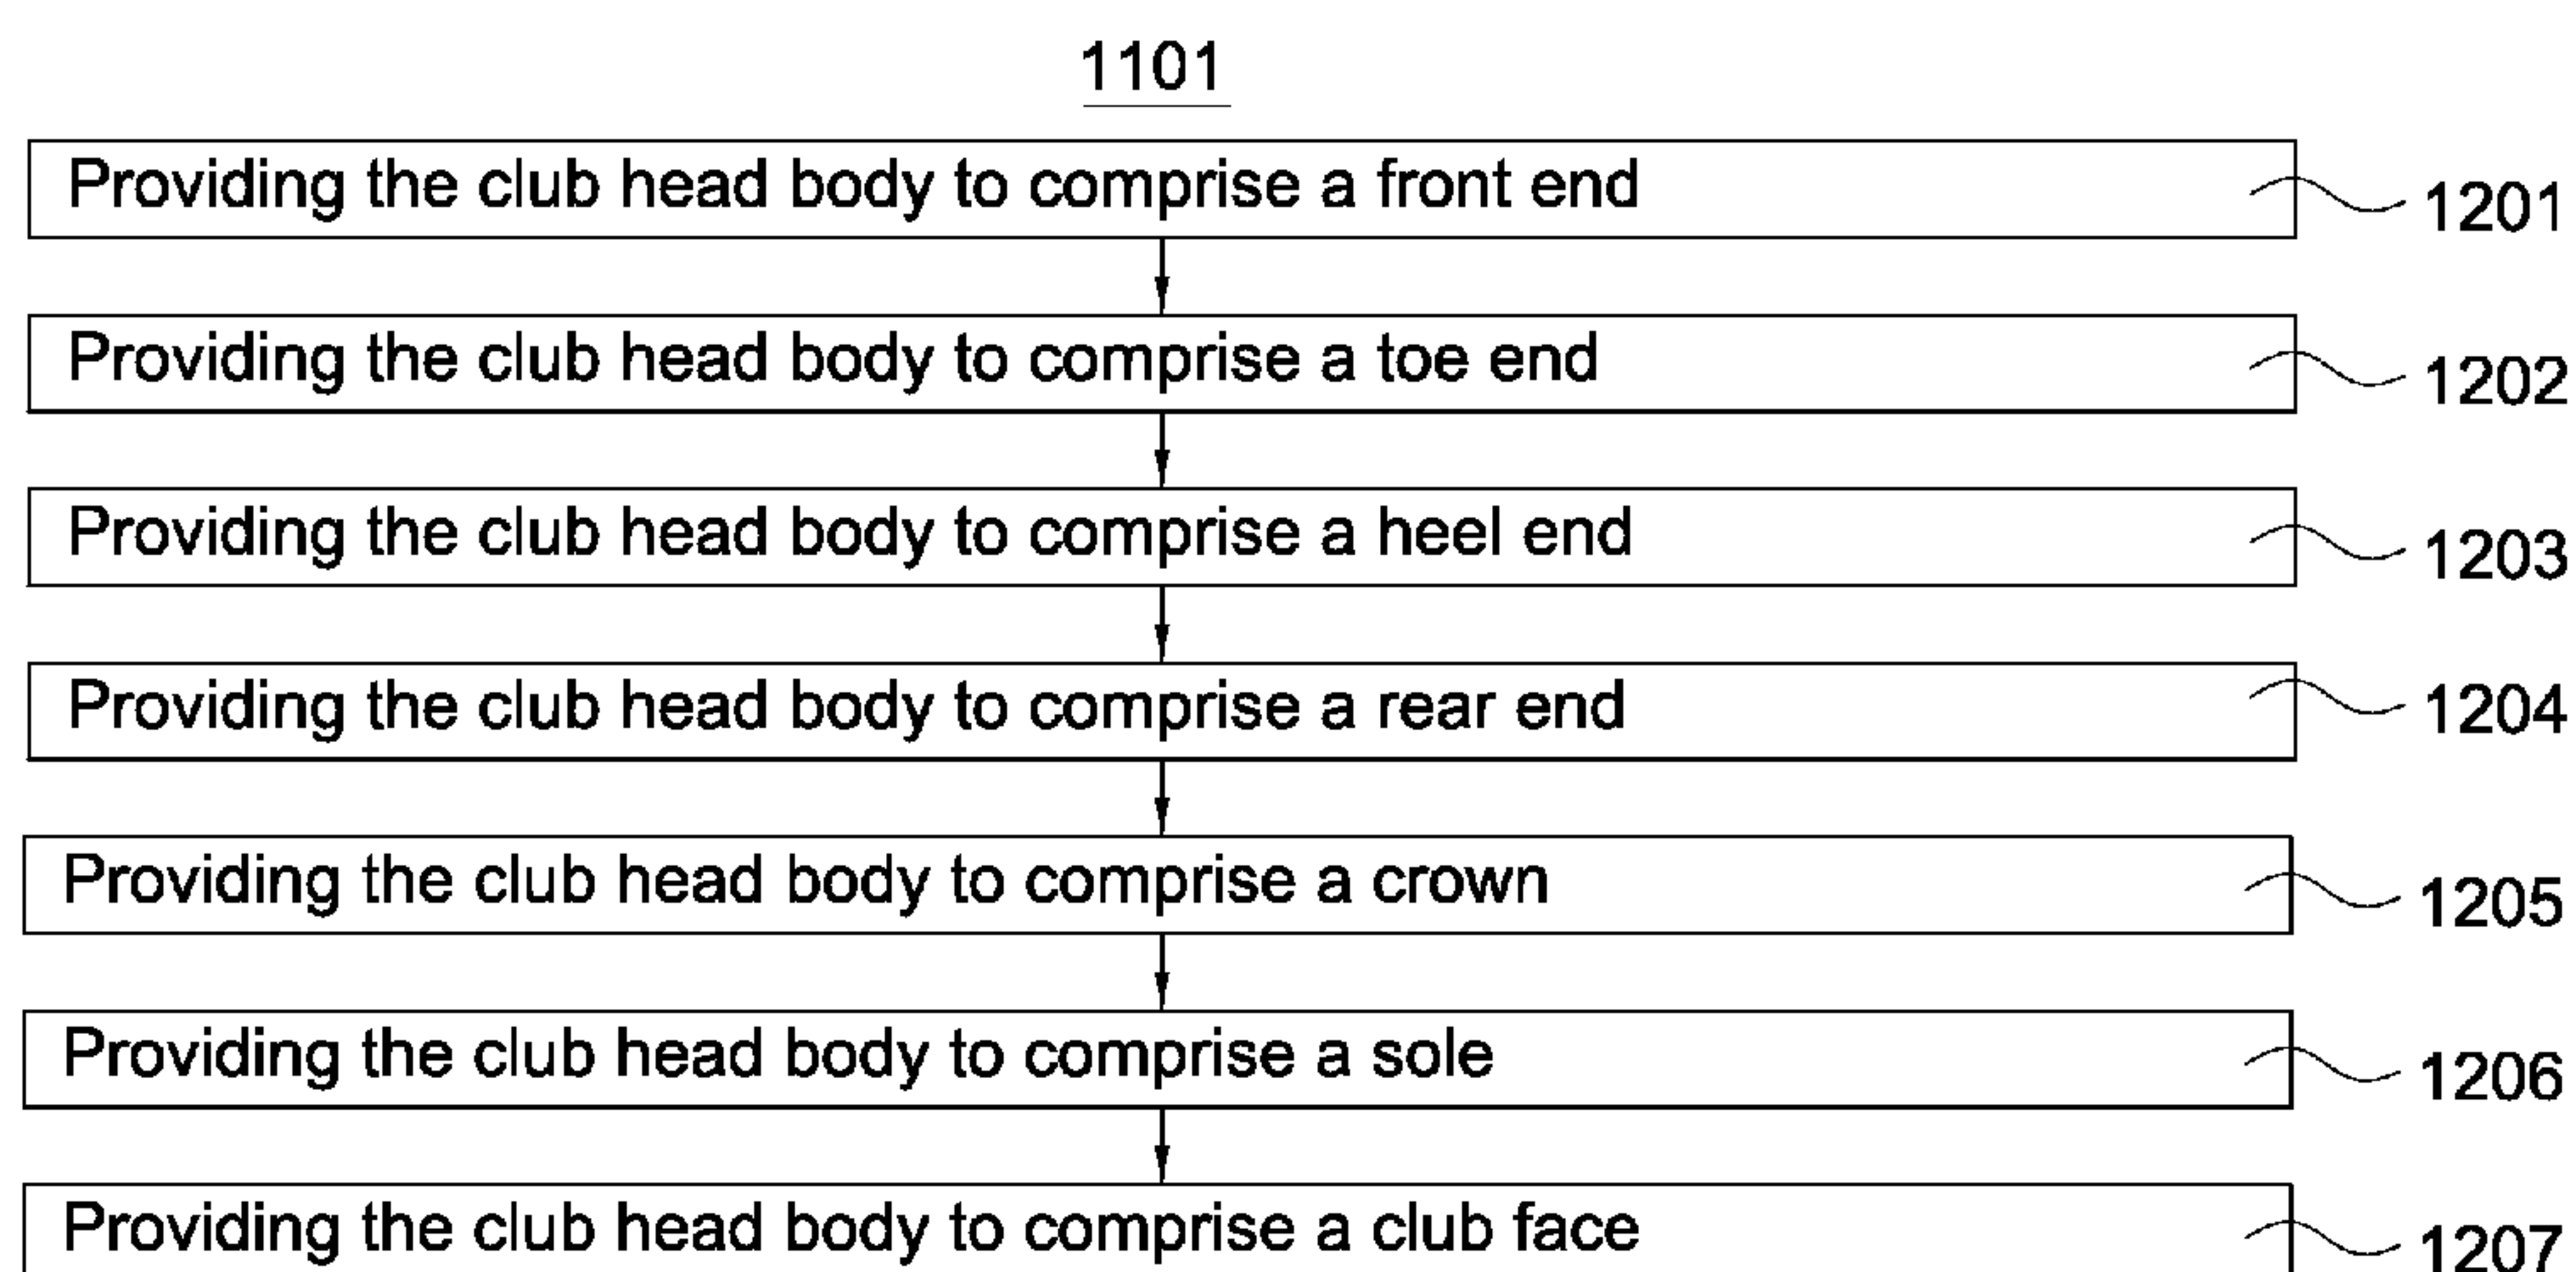 1101
Providing the club head body to comprise a front end 1201
Providing the club head body to comprise a toe end 1202
Providing the club head body to comprise a heel end 1203
Providing the club head body to comprise a rear end 1204
Providing the club head body to comprise a crown 1205
Providing the club head body to comprise a sole 1206
Providing the club head body to comprise a club face 1207